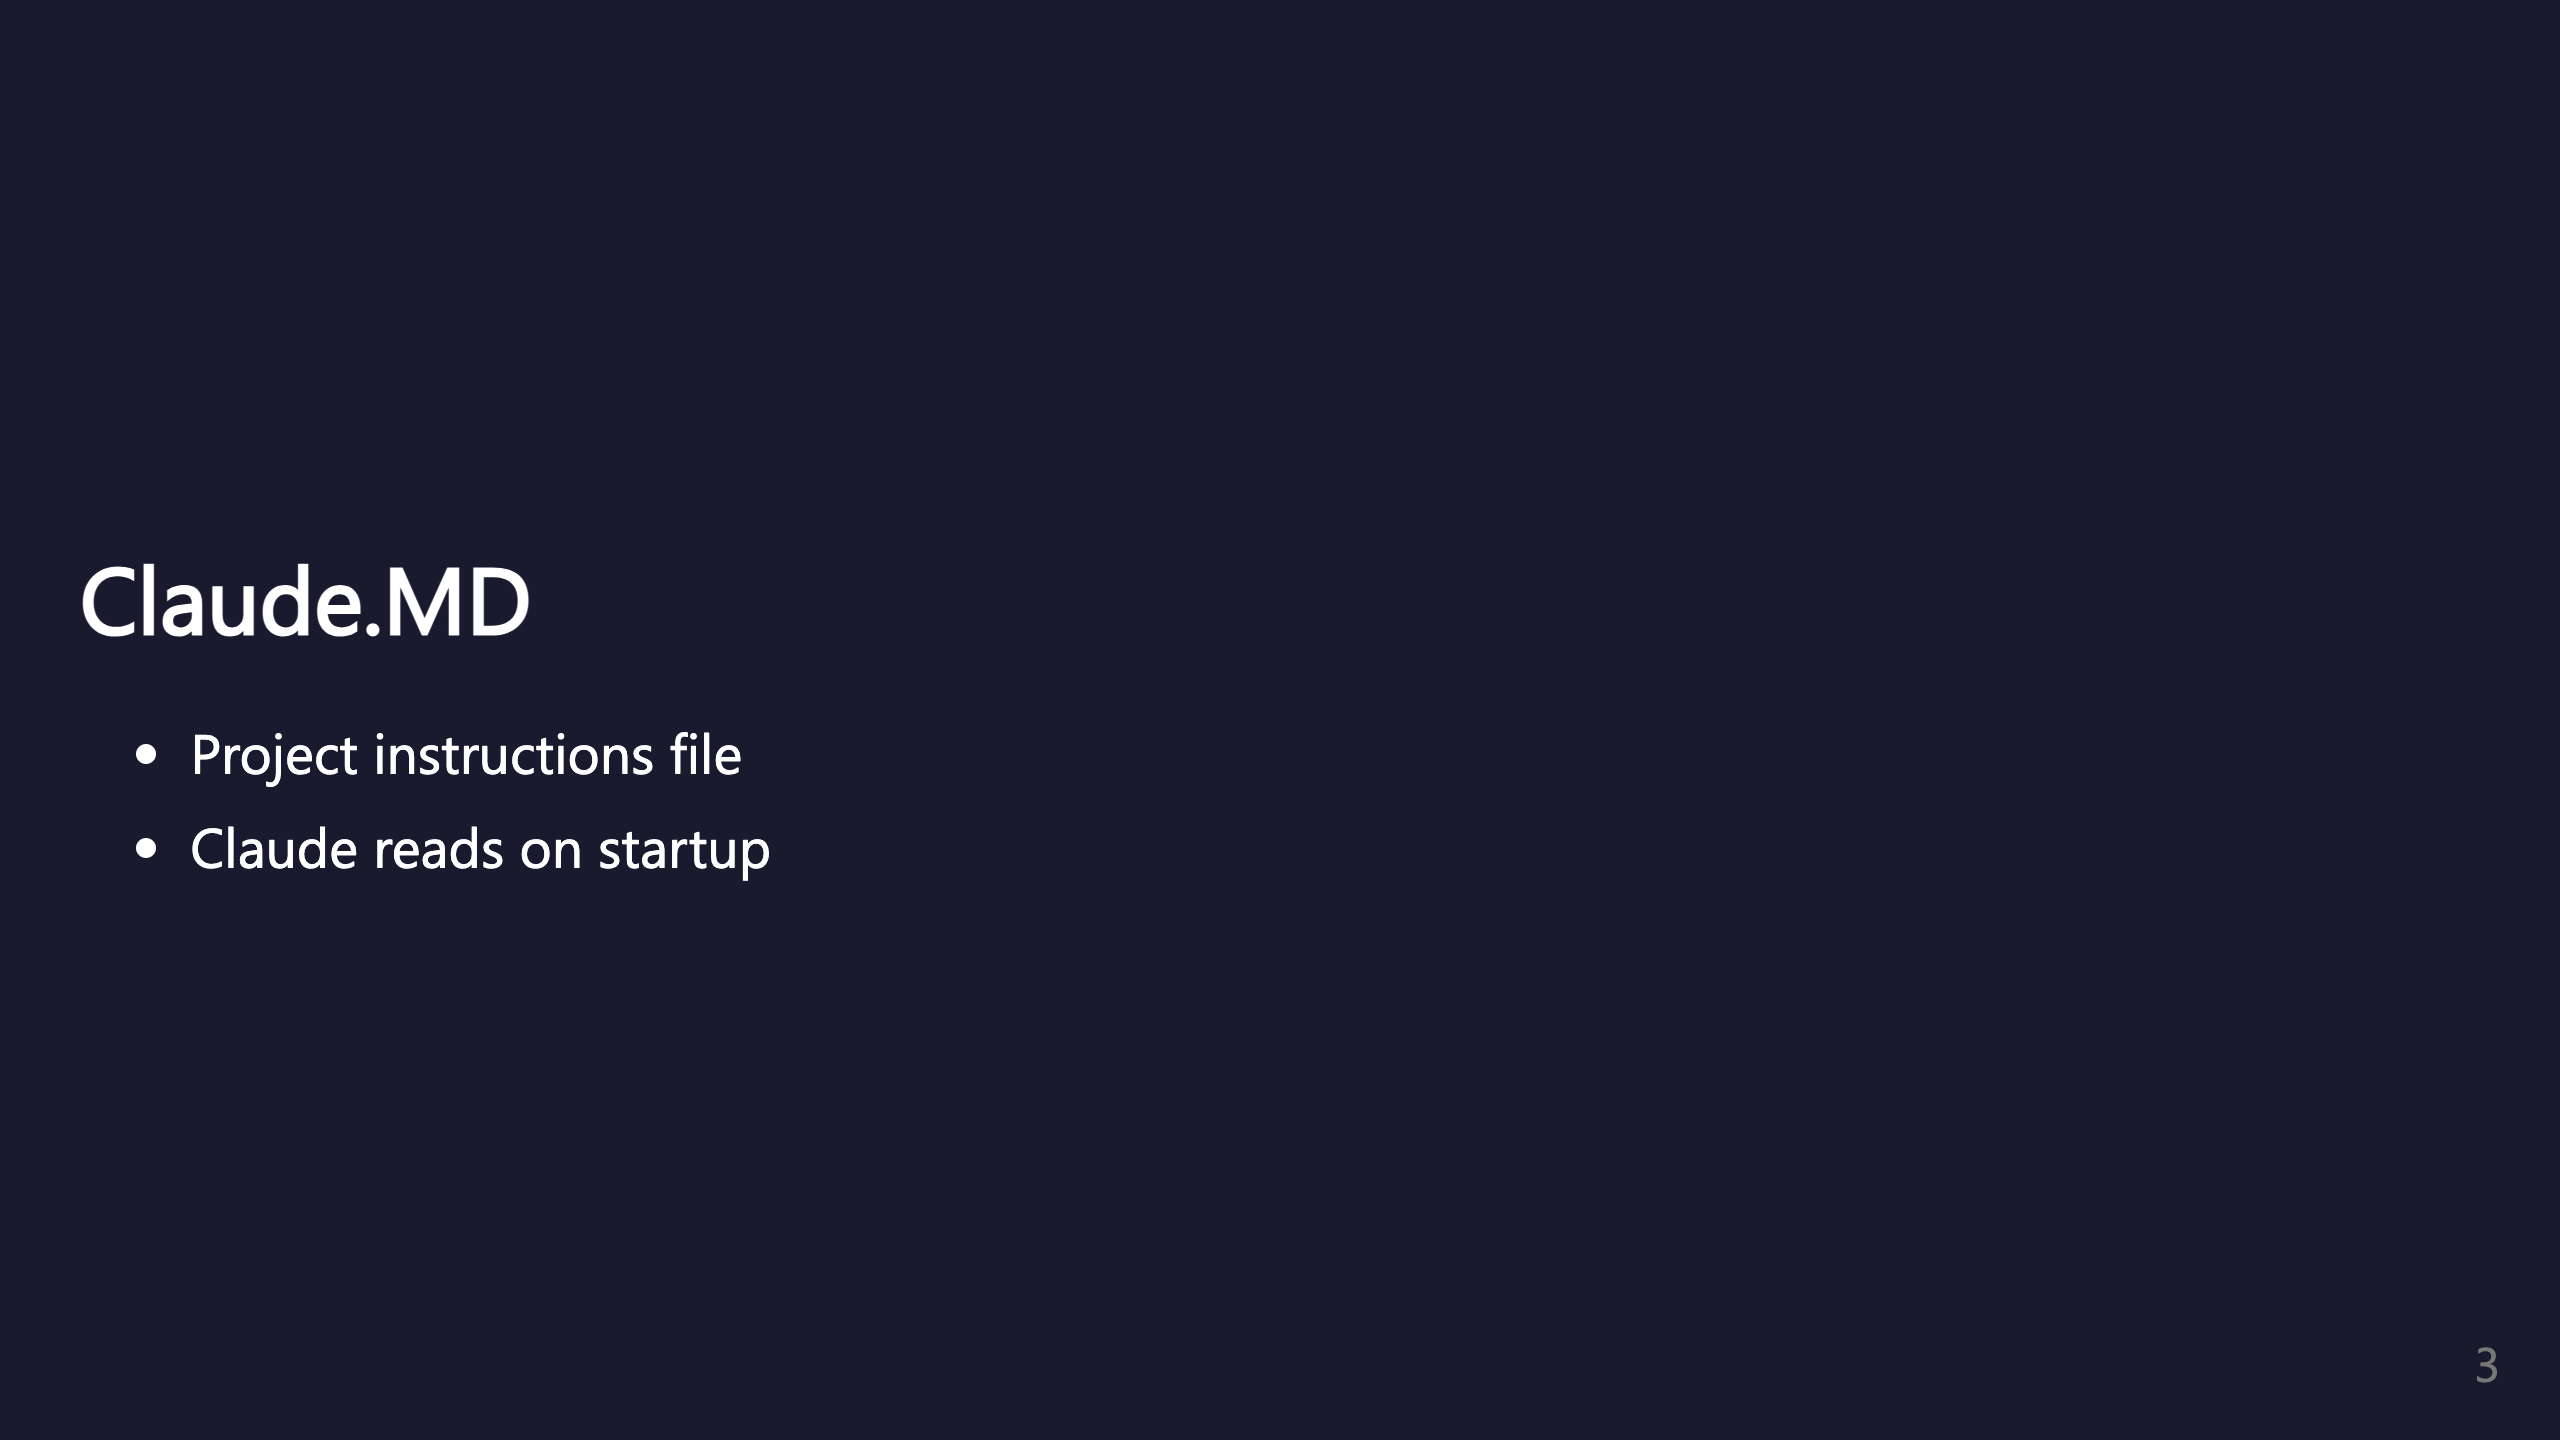 Claude.MD
• Project instructions file
• Claude reads on startup
3